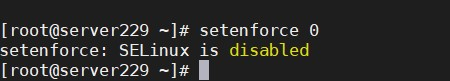 [root@server229 ~]# setenforce 0
setenforce: SELinux is disabled
[root@server229 ~]#